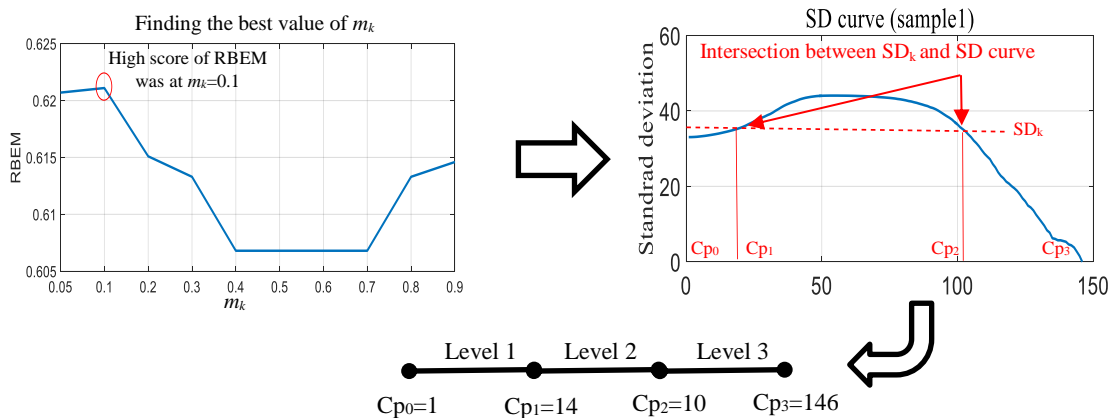 Finding the best value of mk
High score of RBEM
was at mk=0.1
RBEM
0.625
0.62
0.615
0.61
0.605
0.05 0.1 0.2 0.3 0.4 0.5 0.6 0.7 0.8 0.9
mk
SD curve (sample1)
Intersection between SDk and SD curve
Standrad deviation
60
40
20
0
SDk
Cp0 Cp1 Cp2 Cp3
0 50 100 150
Level 1 Level 2 Level 3
Cp0=1 Cp1=14 Cp2=10 Cp3=146